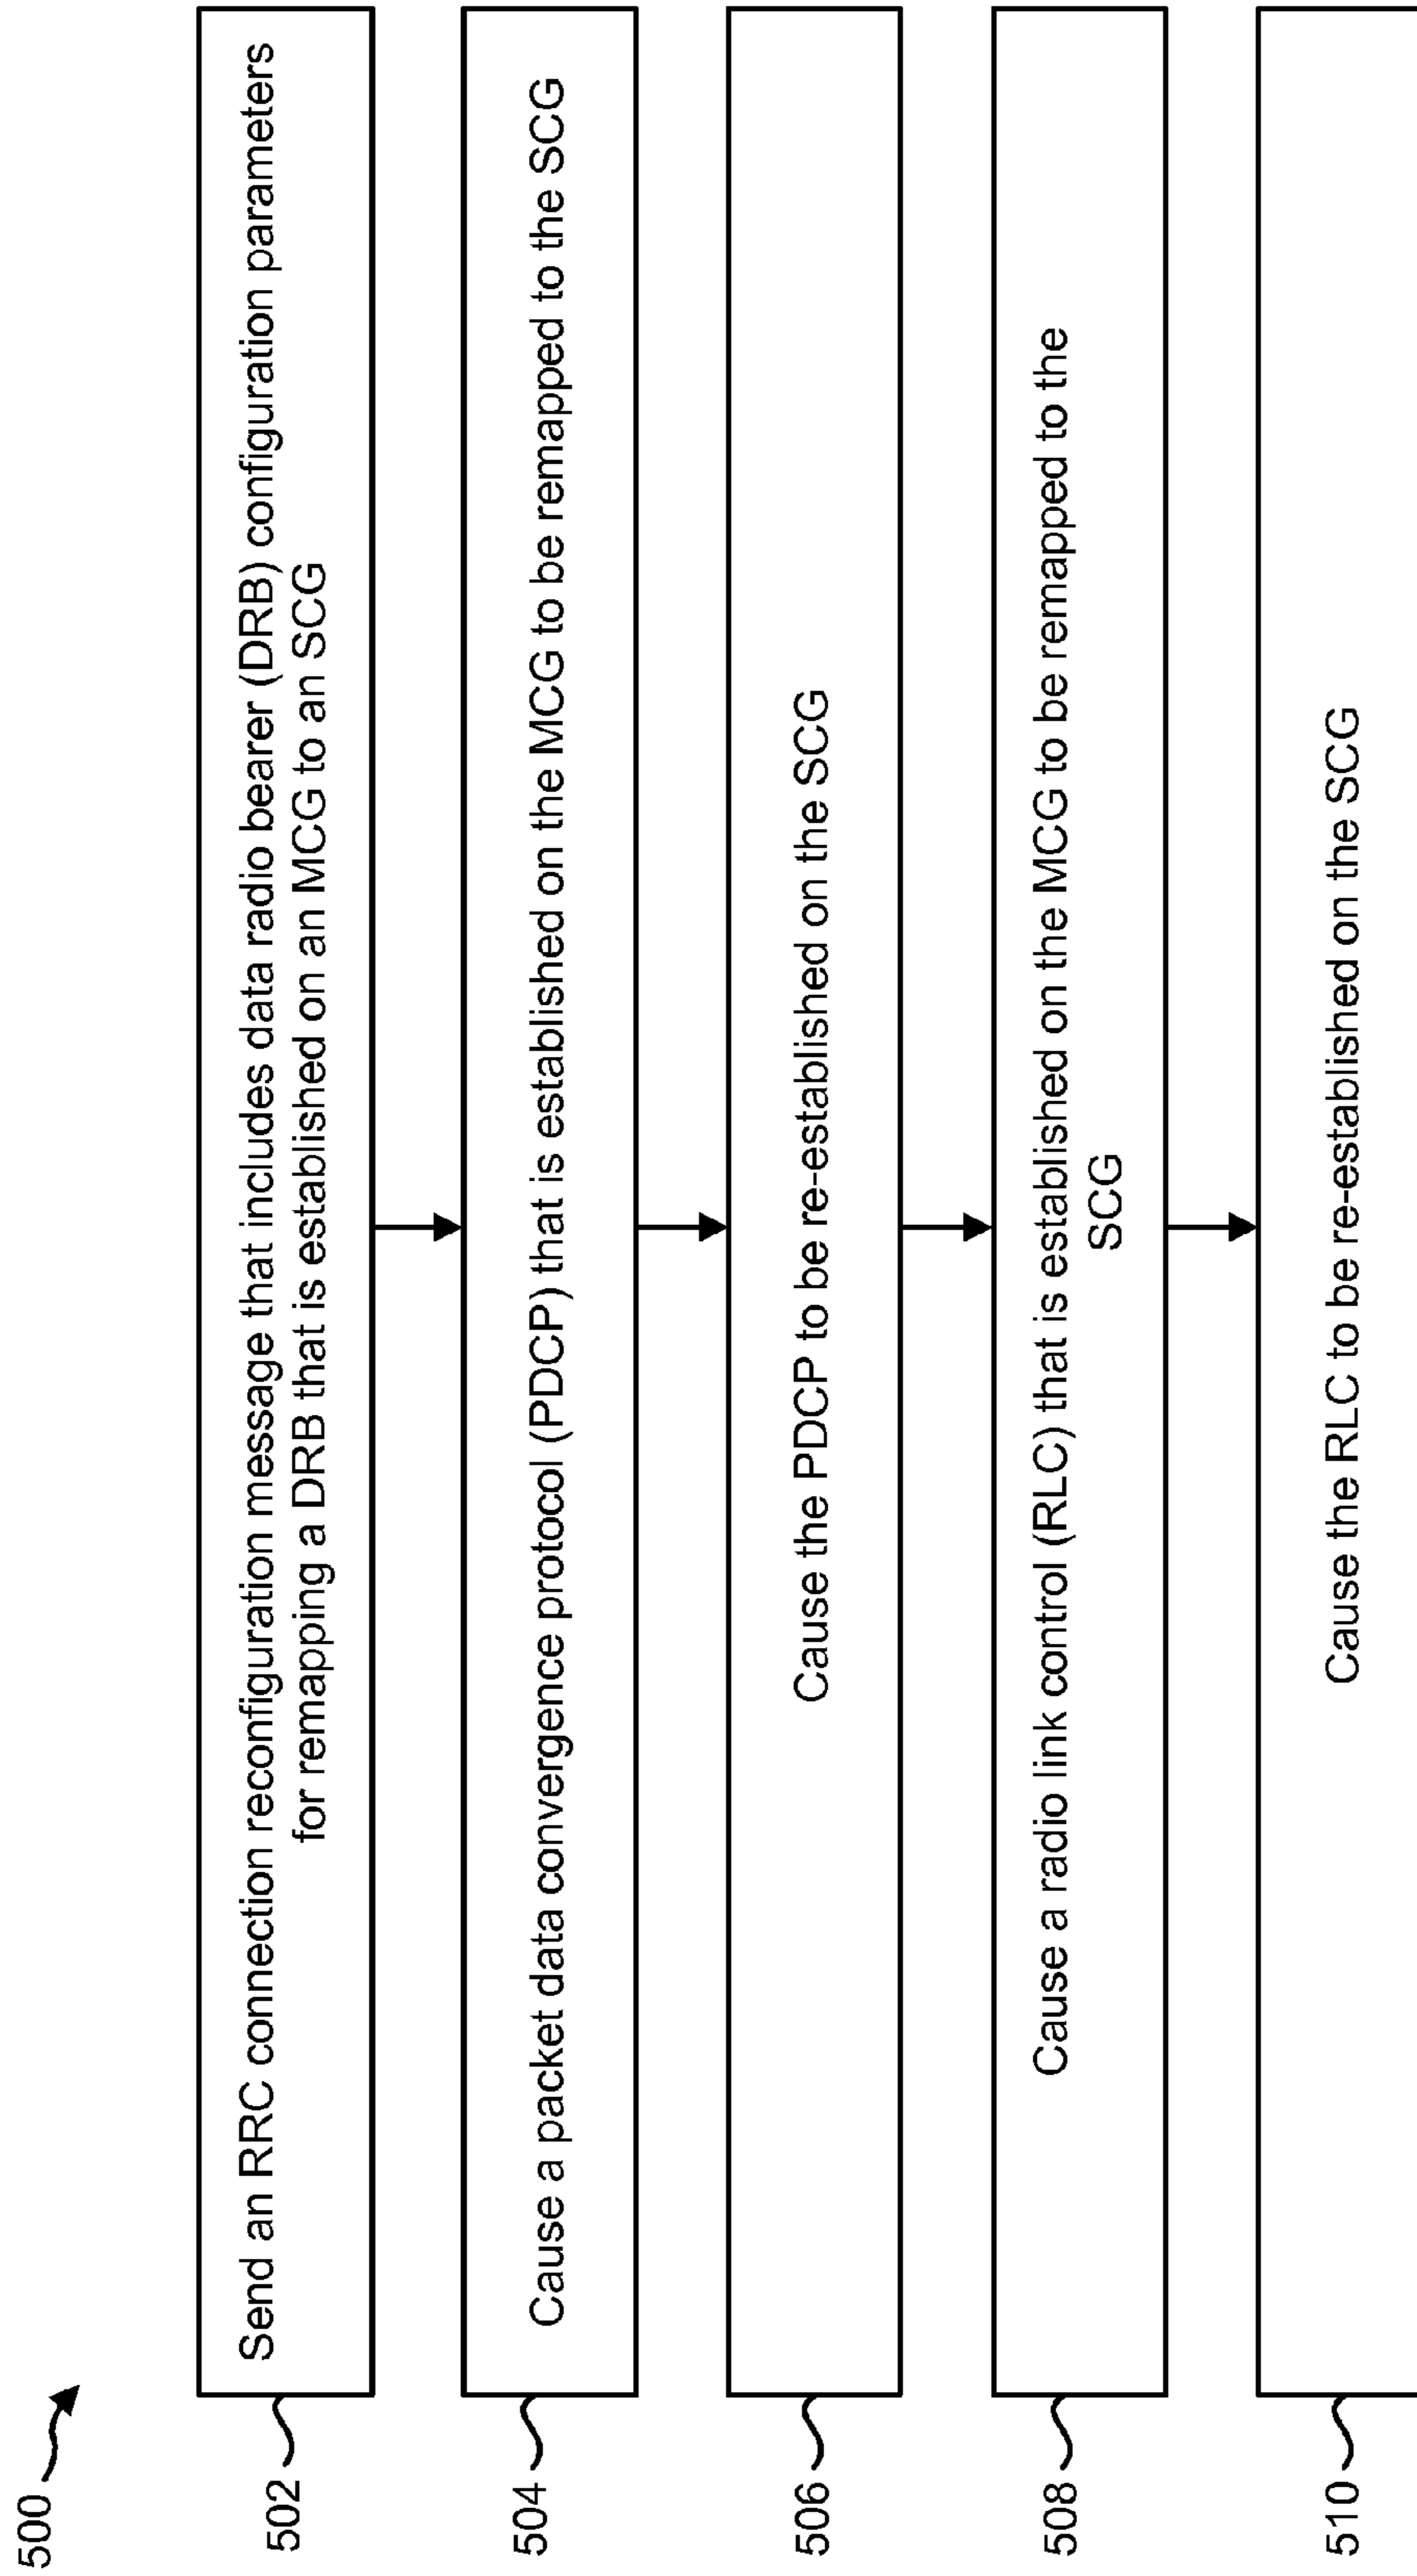 500
502
Send an RRC connection reconfiguration message that includes data radio bearer (DRB) configuration parameters
for remapping a DRB that is established on an MCG to an SCG
504
Cause a packet data convergence protocol (PDCP) that is established on the MCG to be remapped to the SCG
506
Cause the PDCP to be re-established on the SCG
508
Cause a radio link control (RLC) that is established on the MCG to be remapped to the
SCG
510
Cause the RLC to be re-established on the SCG